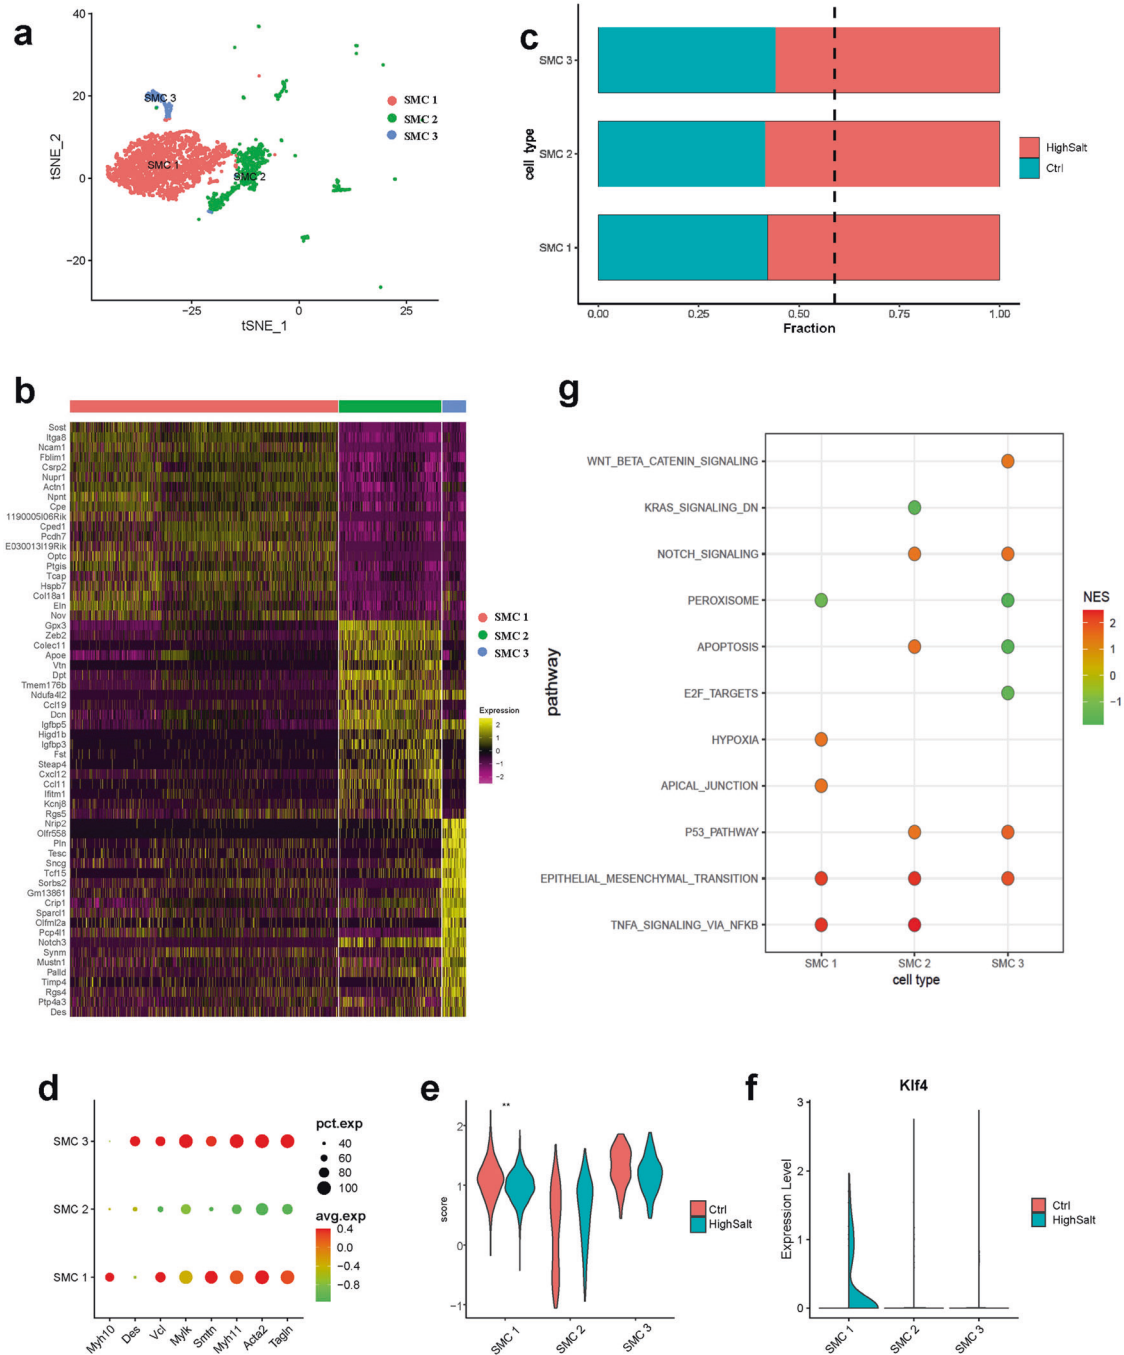 a
40
20
0
−20
tSNE_2
−25
0
25
tSNE_1
SMC 3
SMC 1
SMC 2
SMC 1
SMC 2
SMC 3
c
cell type
SMC 3
SMC 2
SMC 1
0.00
0.25
0.50
0.75
1.00
Fraction
HighSalt
Ctrl
b
Sost
Itga8
Ncam1
Fblim1
Csrp2
Nupr1
Actn1
Npnt
Cpe
1190005I06Rik
Cped1
Pcdh7
E030013I19Rik
Optc
Ptgis
Tcap
Hspb7
Col18a1
Eln
Nov
Gpx3
Zeb2
Colec11
Apoe
Vtn
Dpt
Tmem176b
Ndufa4l2
Ccl19
Dcn
Igfbp5
Higd1b
Igfbp3
Fst
Steap4
Cxcl12
Ccl11
Ifitm1
Kcnj8
Rgs5
Nrip2
Olfr558
Pln
Tesc
Sncg
Tcf15
Sorbs2
Gm13861
Crip1
Sparcl1
Olfml2a
Pcp4l1
Notch3
Synm
Mustn1
Palld
Timp4
Rgs4
Ptp4a3
Des
SMC 1
SMC 2
SMC 3
Expression
2
1
0
−1
−2
g
pathway
WNT_BETA_CATENIN_SIGNALING
KRAS_SIGNALING_DN
NOTCH_SIGNALING
PEROXISOME
APOPTOSIS
E2F_TARGETS
HYPOXIA
APICAL_JUNCTION
P53_PATHWAY
EPITHELIAL_MESENCHYMAL_TRANSITION
TNFA_SIGNALING_VIA_NFKB
SMC 1
SMC 2
SMC 3
cell type
NES
2
1
0
−1
d
SMC 3
SMC 2
SMC 1
Myh10
Des
Vcl
Mylk
Smtn
Myh11
Acta2
Tagln
pct.exp
40
60
80
100
avg.exp
0.4
0.0
−0.4
−0.8
e
**
score
2
1
0
−1
SMC 1
SMC 2
SMC 3
Ctrl
HighSalt
f
Klf4
Expression Level
3
2
1
0
SMC 1
SMC 2
SMC 3
Ctrl
HighSalt